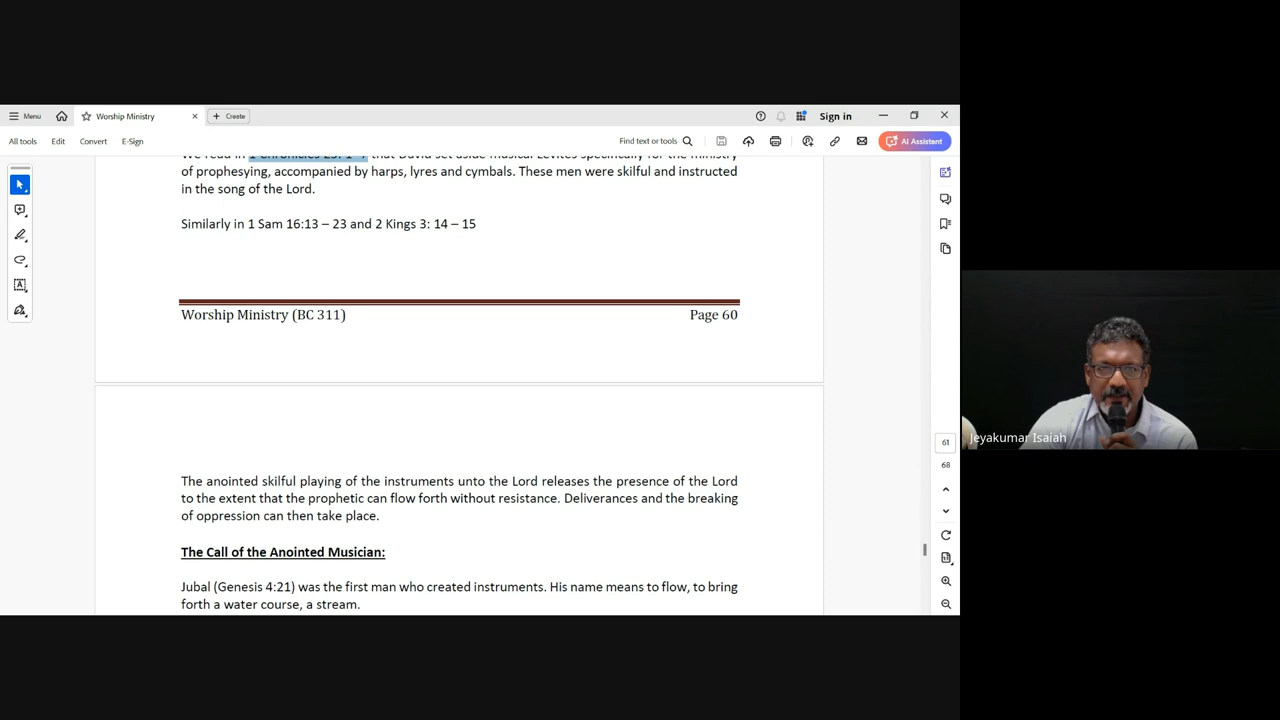 Menu
Worship Ministry
Create
Sign in
All tools
Edit
Convert
E-Sign
Find text or tools
AI Assistant
that David set aside musical Levites specifically for the ministry
of prophesying, accompanied by harps, lyres and cymbals. These men were skilful and instructed
in the song of the Lord.
Similarly in 1 Sam 16:13 – 23 and 2 Kings 3: 14 – 15
Worship Ministry (BC 311) Page 60
The anointed skilful playing of the instruments unto the Lord releases the presence of the Lord
to the extent that the prophetic can flow forth without resistance. Deliverances and the breaking
of oppression can then take place.
The Call of the Anointed Musician:
Jubal (Genesis 4:21) was the first man who created instruments. His name means to flow, to bring
forth a water course, a stream.
61
68
Jeyakumar Isaiah